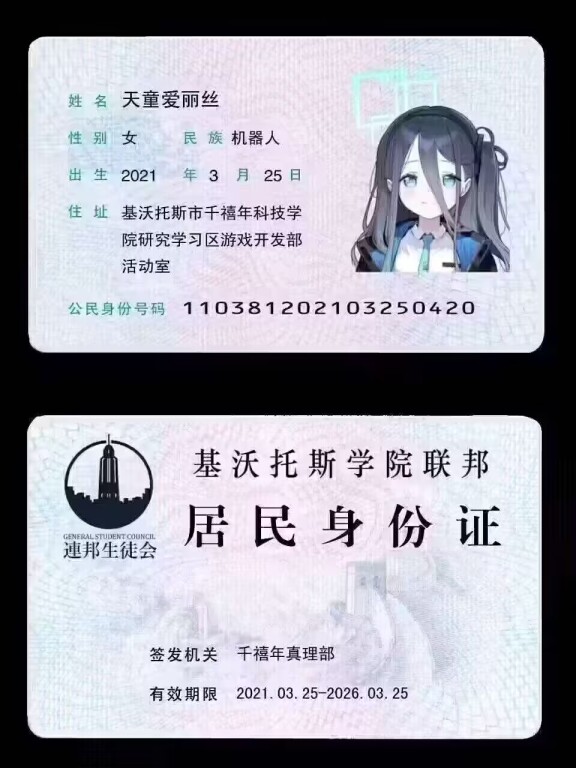 姓名 天童爱丽丝
性别 女 民族 机器人
出生 2021 年 3 月 25 日
住址 基沃托斯市千禧年科技学
院研究学习区游戏开发部
活动室
公民身份号码 110381202103250420
基沃托斯学院联邦
居民身份证
GENERAL STUDENT COUNCIL
連邦生徒会
签发机关 千禧年真理部
有效期限 2021.03.25-2026.03.25